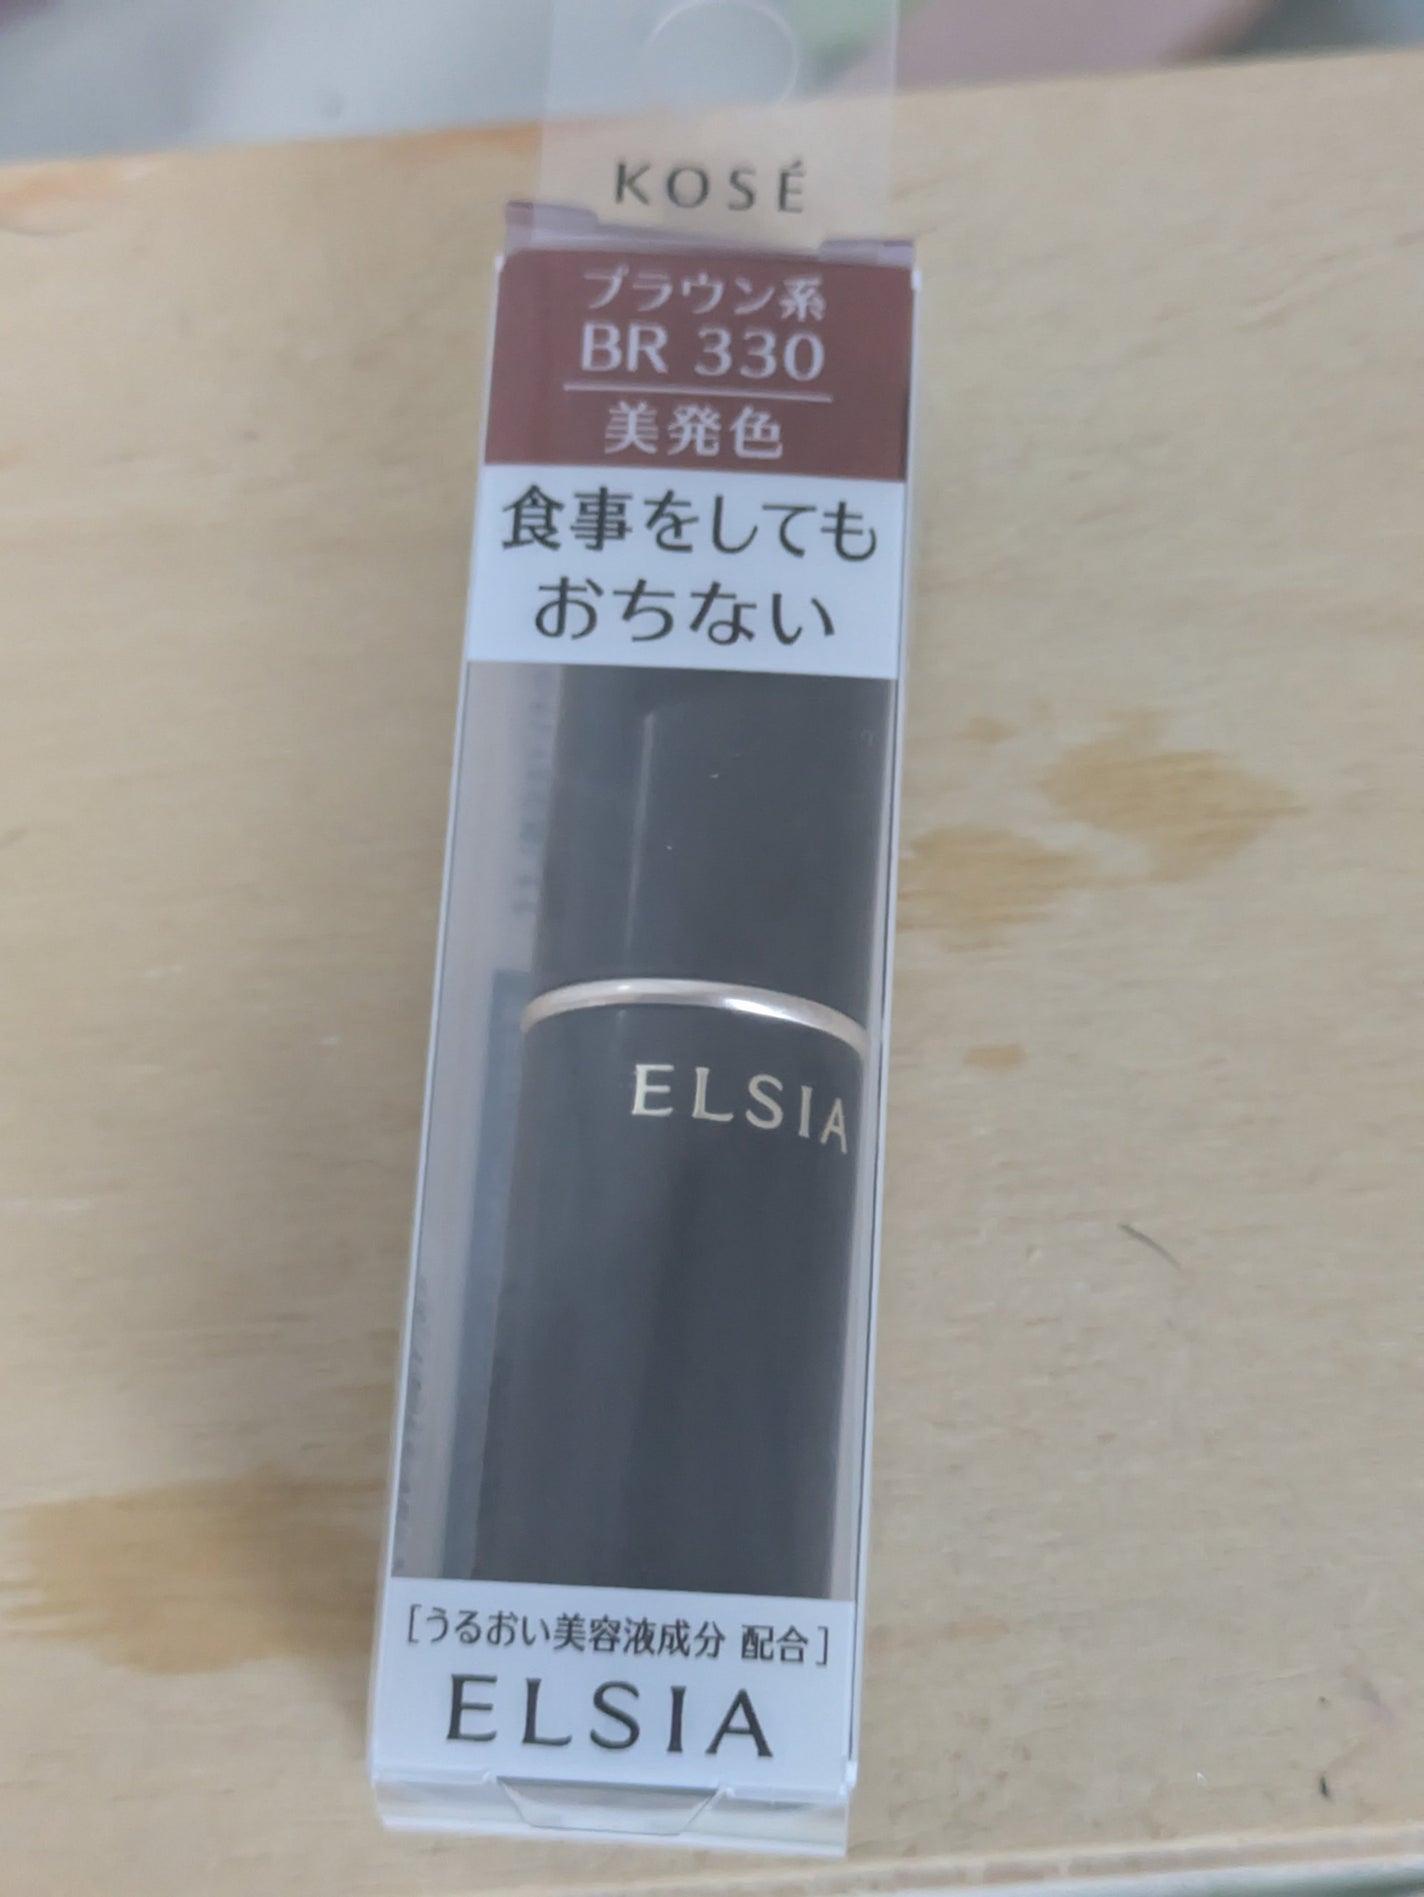 KOSÉ
ブラウン系
BR 330
美発色
食事をしても
おちない
ELSIA
[うるおい美容液成分 配合]
ELSIA